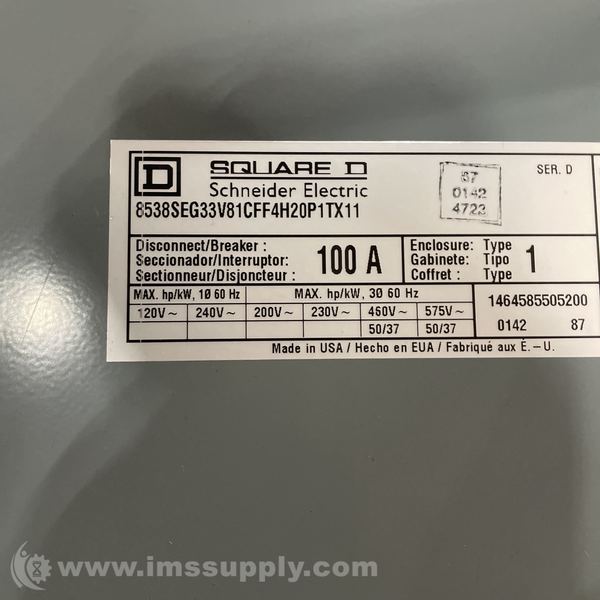 D SQUARE D
Schneider Electric
8538SEG33V81CFF4H20P1TX11
67
0142
4723
SER. D
Disconnect/Breaker :
Seccionador/Interruptor:
Sectionneur/Disjoncteur :
100 A
Enclosure: Type
Gabinete: Tipo
Coffret : Type
1
MAX. hp/kW, 1Ø 60 Hz MAX. hp/kW, 3Ø 60 Hz
120V~ 240V~ 200V~ 230V~ 460V~ 575V~
50/37 50/37
1464585505200
0142 87
Made in USA / Hecho en EUA / Fabriqué aux É.–U.
www.imssupply.com